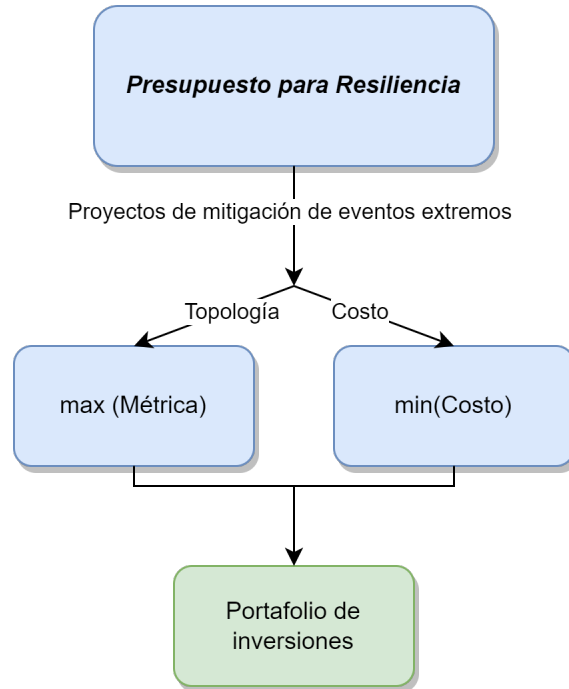 Presupuesto para Resiliencia
Proyectos de mitigación de eventos extremos
Topología
Costo
max (Métrica)
min(Costo)
Portafolio de
inversiones